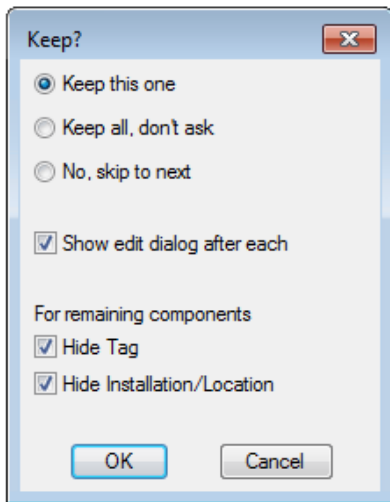 Keep?
Keep this one
Keep all, don't ask
No, skip to next
Show edit dialog after each
For remaining components
Hide Tag
Hide Installation/Location
OK Cancel